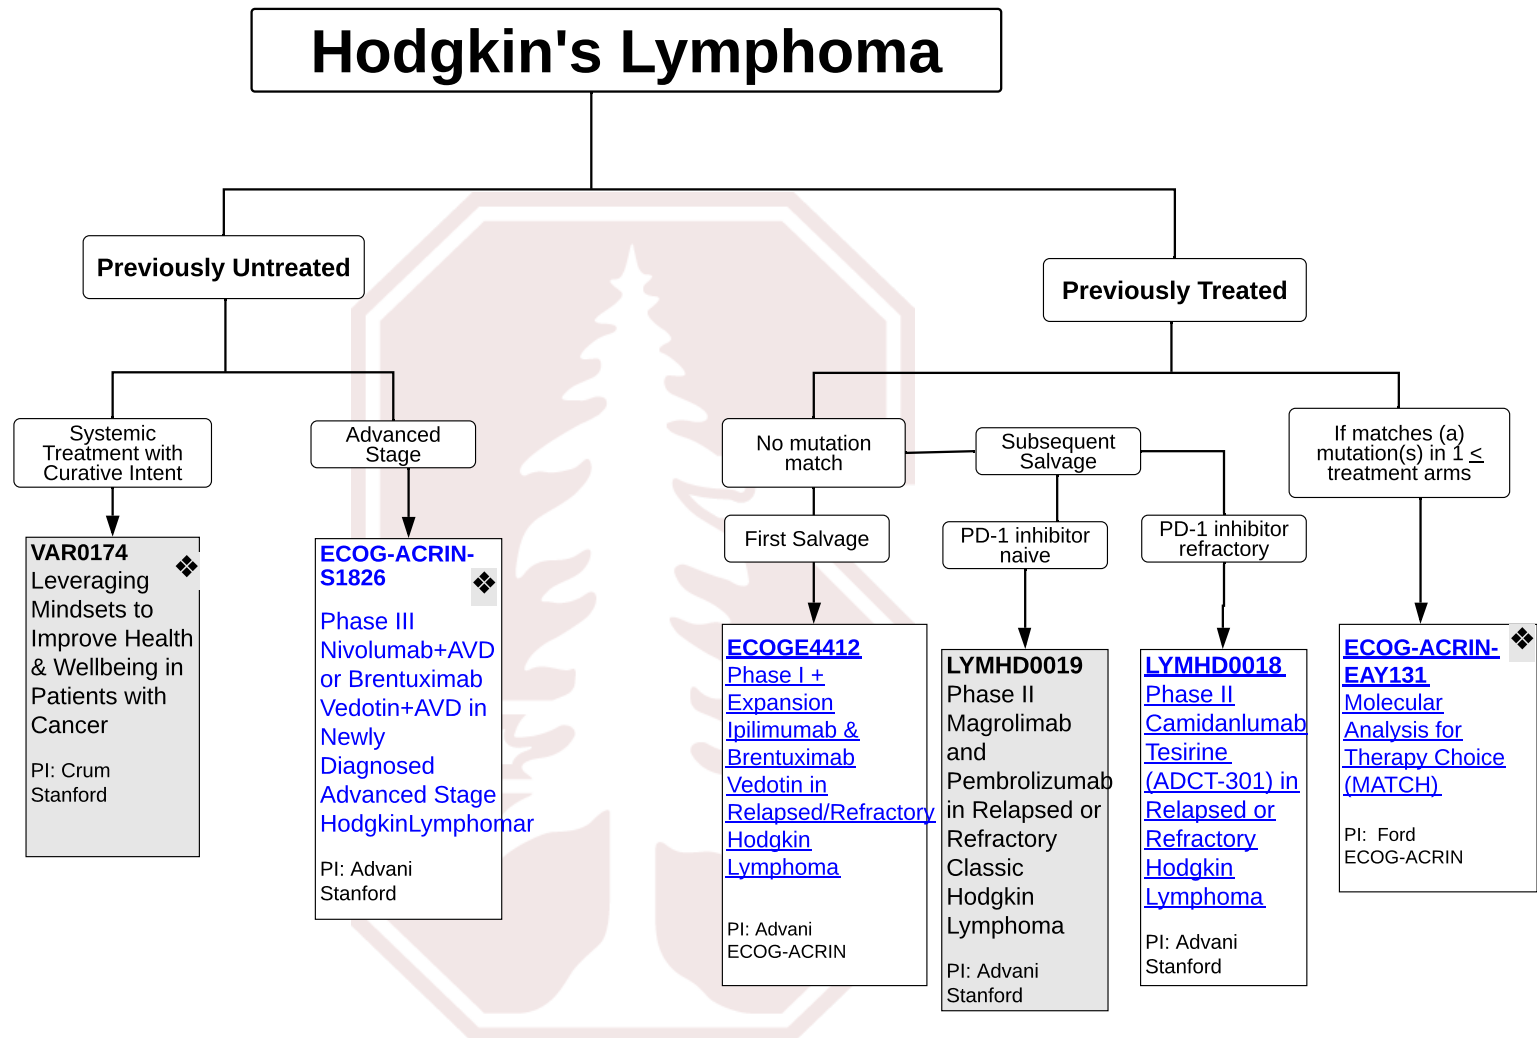 Hodgkin's Lymphoma
Previously Untreated
Previously Treated
Systemic
Treatment with
Curative Intent
Advanced
Stage
No mutation
match
Subsequent
Salvage
If matches (a)
mutation(s) in 1 <
treatment arms
First Salvage
PD-1 inhibitor
naive
PD-1 inhibitor
refractory
VAR0174
Leveraging
Mindsets to
Improve Health
& Wellbeing in
Patients with
Cancer
PI: Crum
Stanford
ECOG-ACRIN-
S1826
Phase III
Nivolumab+AVD
or Brentuximab
Vedotin+AVD in
Newly
Diagnosed
Advanced Stage
HodgkinLymphomar
PI: Advani
Stanford
ECOGE4412
Phase I +
Expansion
Ipilimumab &
Brentuximab
Vedotin in
Relapsed/Refractory
Hodgkin
Lymphoma
PI: Advani
ECOG-ACRIN
LYMHD0019
Phase II
Magrolimab
and
Pembrolizumab
in Relapsed or
Refractory
Classic
Hodgkin
Lymphoma
PI: Advani
Stanford
LYMHD0018
Phase II
Camidanlumab
Tesirine
(ADCT-301) in
Relapsed or
Refractory
Hodgkin
Lymphoma
PI: Advani
Stanford
ECOG-ACRIN-
EAY131
Molecular
Analysis for
Therapy Choice
(MATCH)
PI:  Ford
ECOG-ACRIN